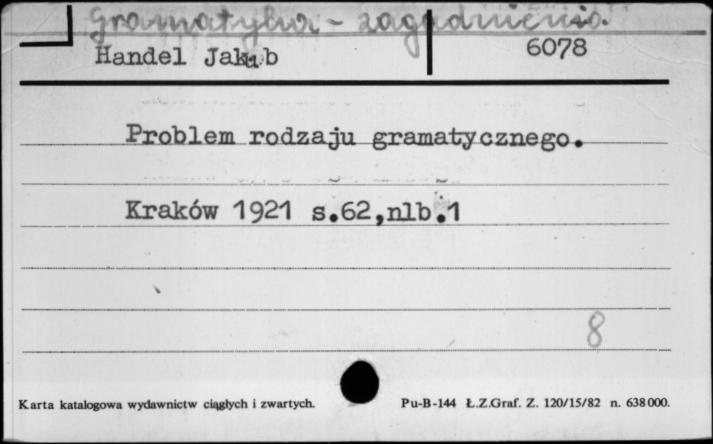 Gramatyka - zagadnienia.
Handel Jakub 6078
Problem rodzaju gramatycznego.
Kraków 1921 s.62,nlb.1
8
Karta katalogowa wydawnictw ciągłych i zwartych. Pu-B-144 Ł.Z.Graf. Z. 120/15/82 n. 638000.